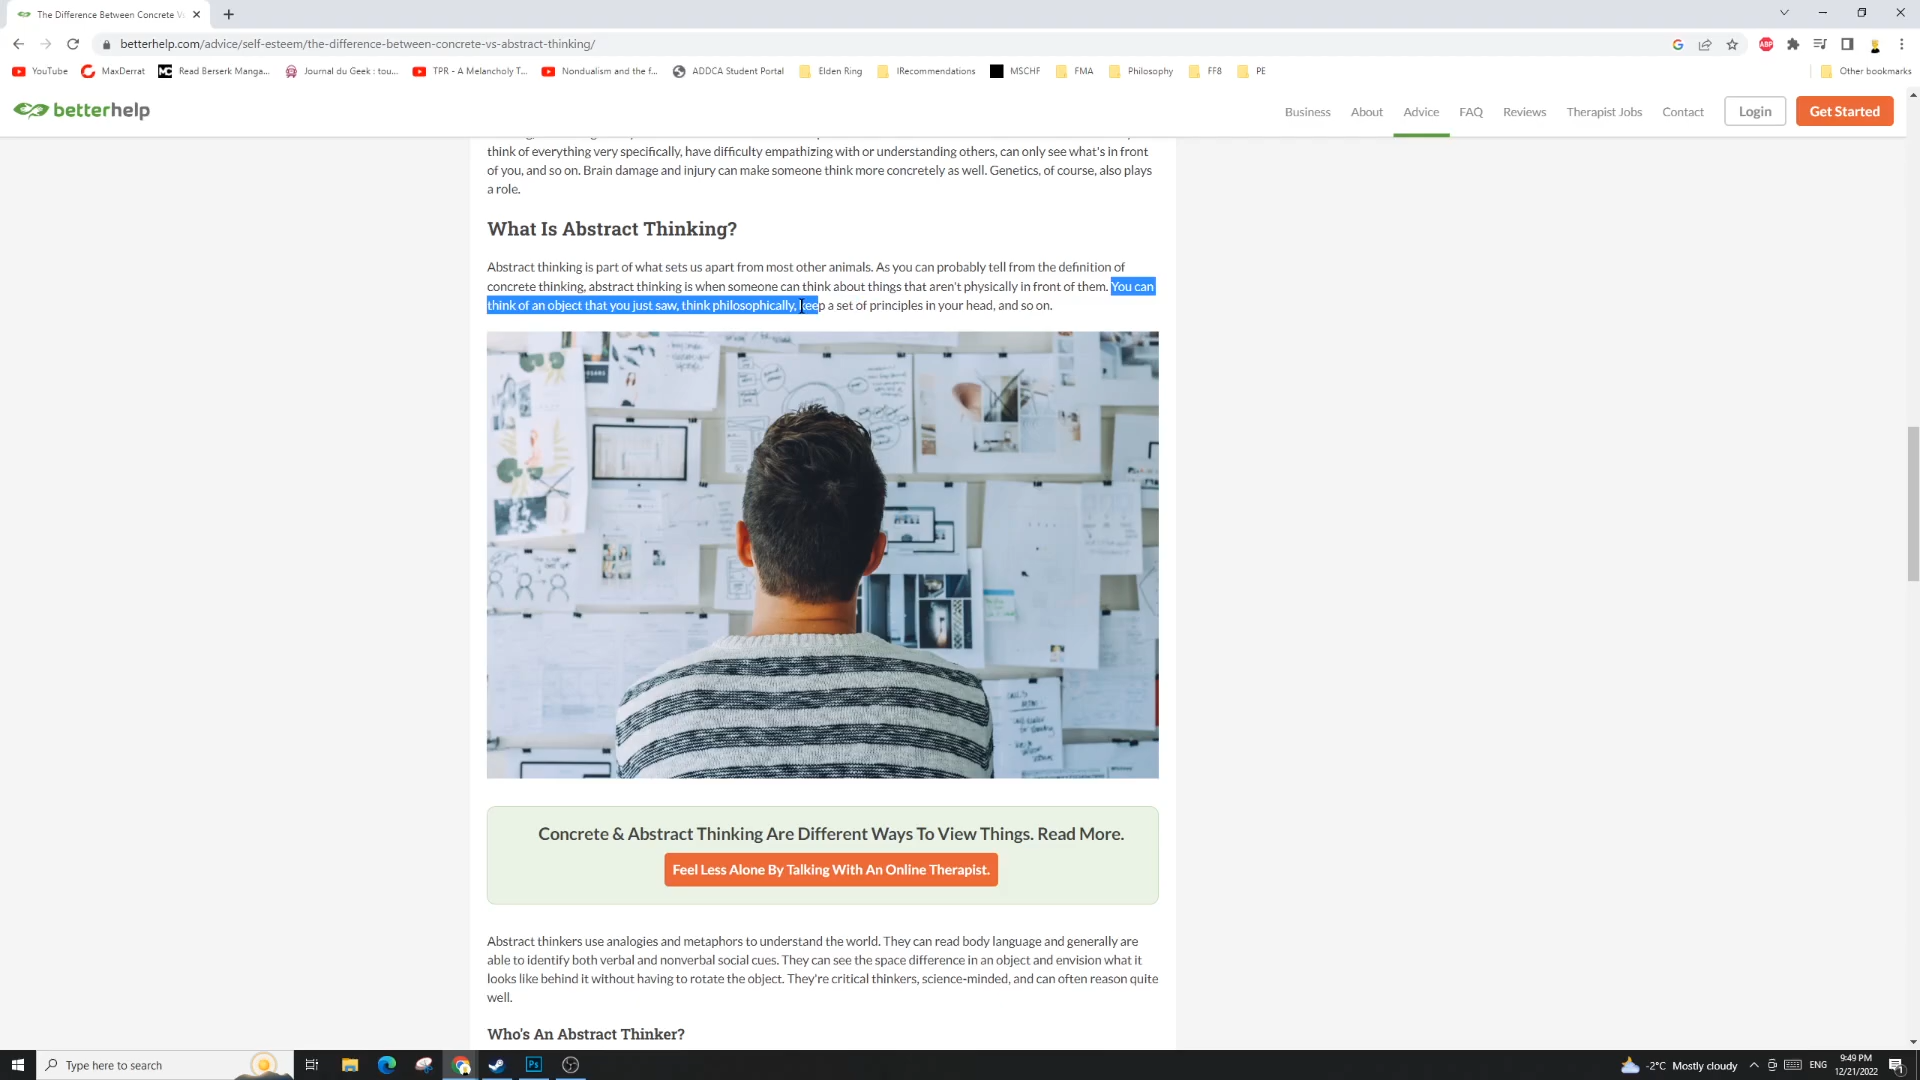 The Difference Between Concrete V
betterhelp.com/advice/self-esteem/the-difference-between-concrete-vs-abstract-thinking/
YouTube
MaxDerrat
Read Berserk Manga...
Journal du Geek : tou...
TPR - A Melancholy T...
Nondualism and the f...
ADDCA Student Portal
Elden Ring
IRecommendations
MSCHF
FMA
Philosophy
FF8
PE
Other bookmarks
betterhelp
Business
About
Advice
FAQ
Reviews
Therapist Jobs
Contact
Login
Get Started
think of everything very specifically, have difficulty empathizing with or understanding others, can only see what's in front
of you, and so on. Brain damage and injury can make someone think more concretely as well. Genetics, of course, also plays
a role.
What Is Abstract Thinking?
Abstract thinking is part of what sets us apart from most other animals. As you can probably tell from the definition of
concrete thinking, abstract thinking is when someone can think about things that aren't physically in front of them. You can
think of an object that you just saw, think philosophically, keep a set of principles in your head, and so on.
Concrete & Abstract Thinking Are Different Ways To View Things. Read More.
Feel Less Alone By Talking With An Online Therapist.
Abstract thinkers use analogies and metaphors to understand the world. They can read body language and generally are
able to identify both verbal and nonverbal social cues. They can see the space difference in an object and envision what it
looks like behind it without having to rotate the object. They're critical thinkers, science-minded, and can often reason quite
well.
Who's An Abstract Thinker?
Type here to search
-2°C Mostly cloudy
ENG
9:49 PM
12/21/2022